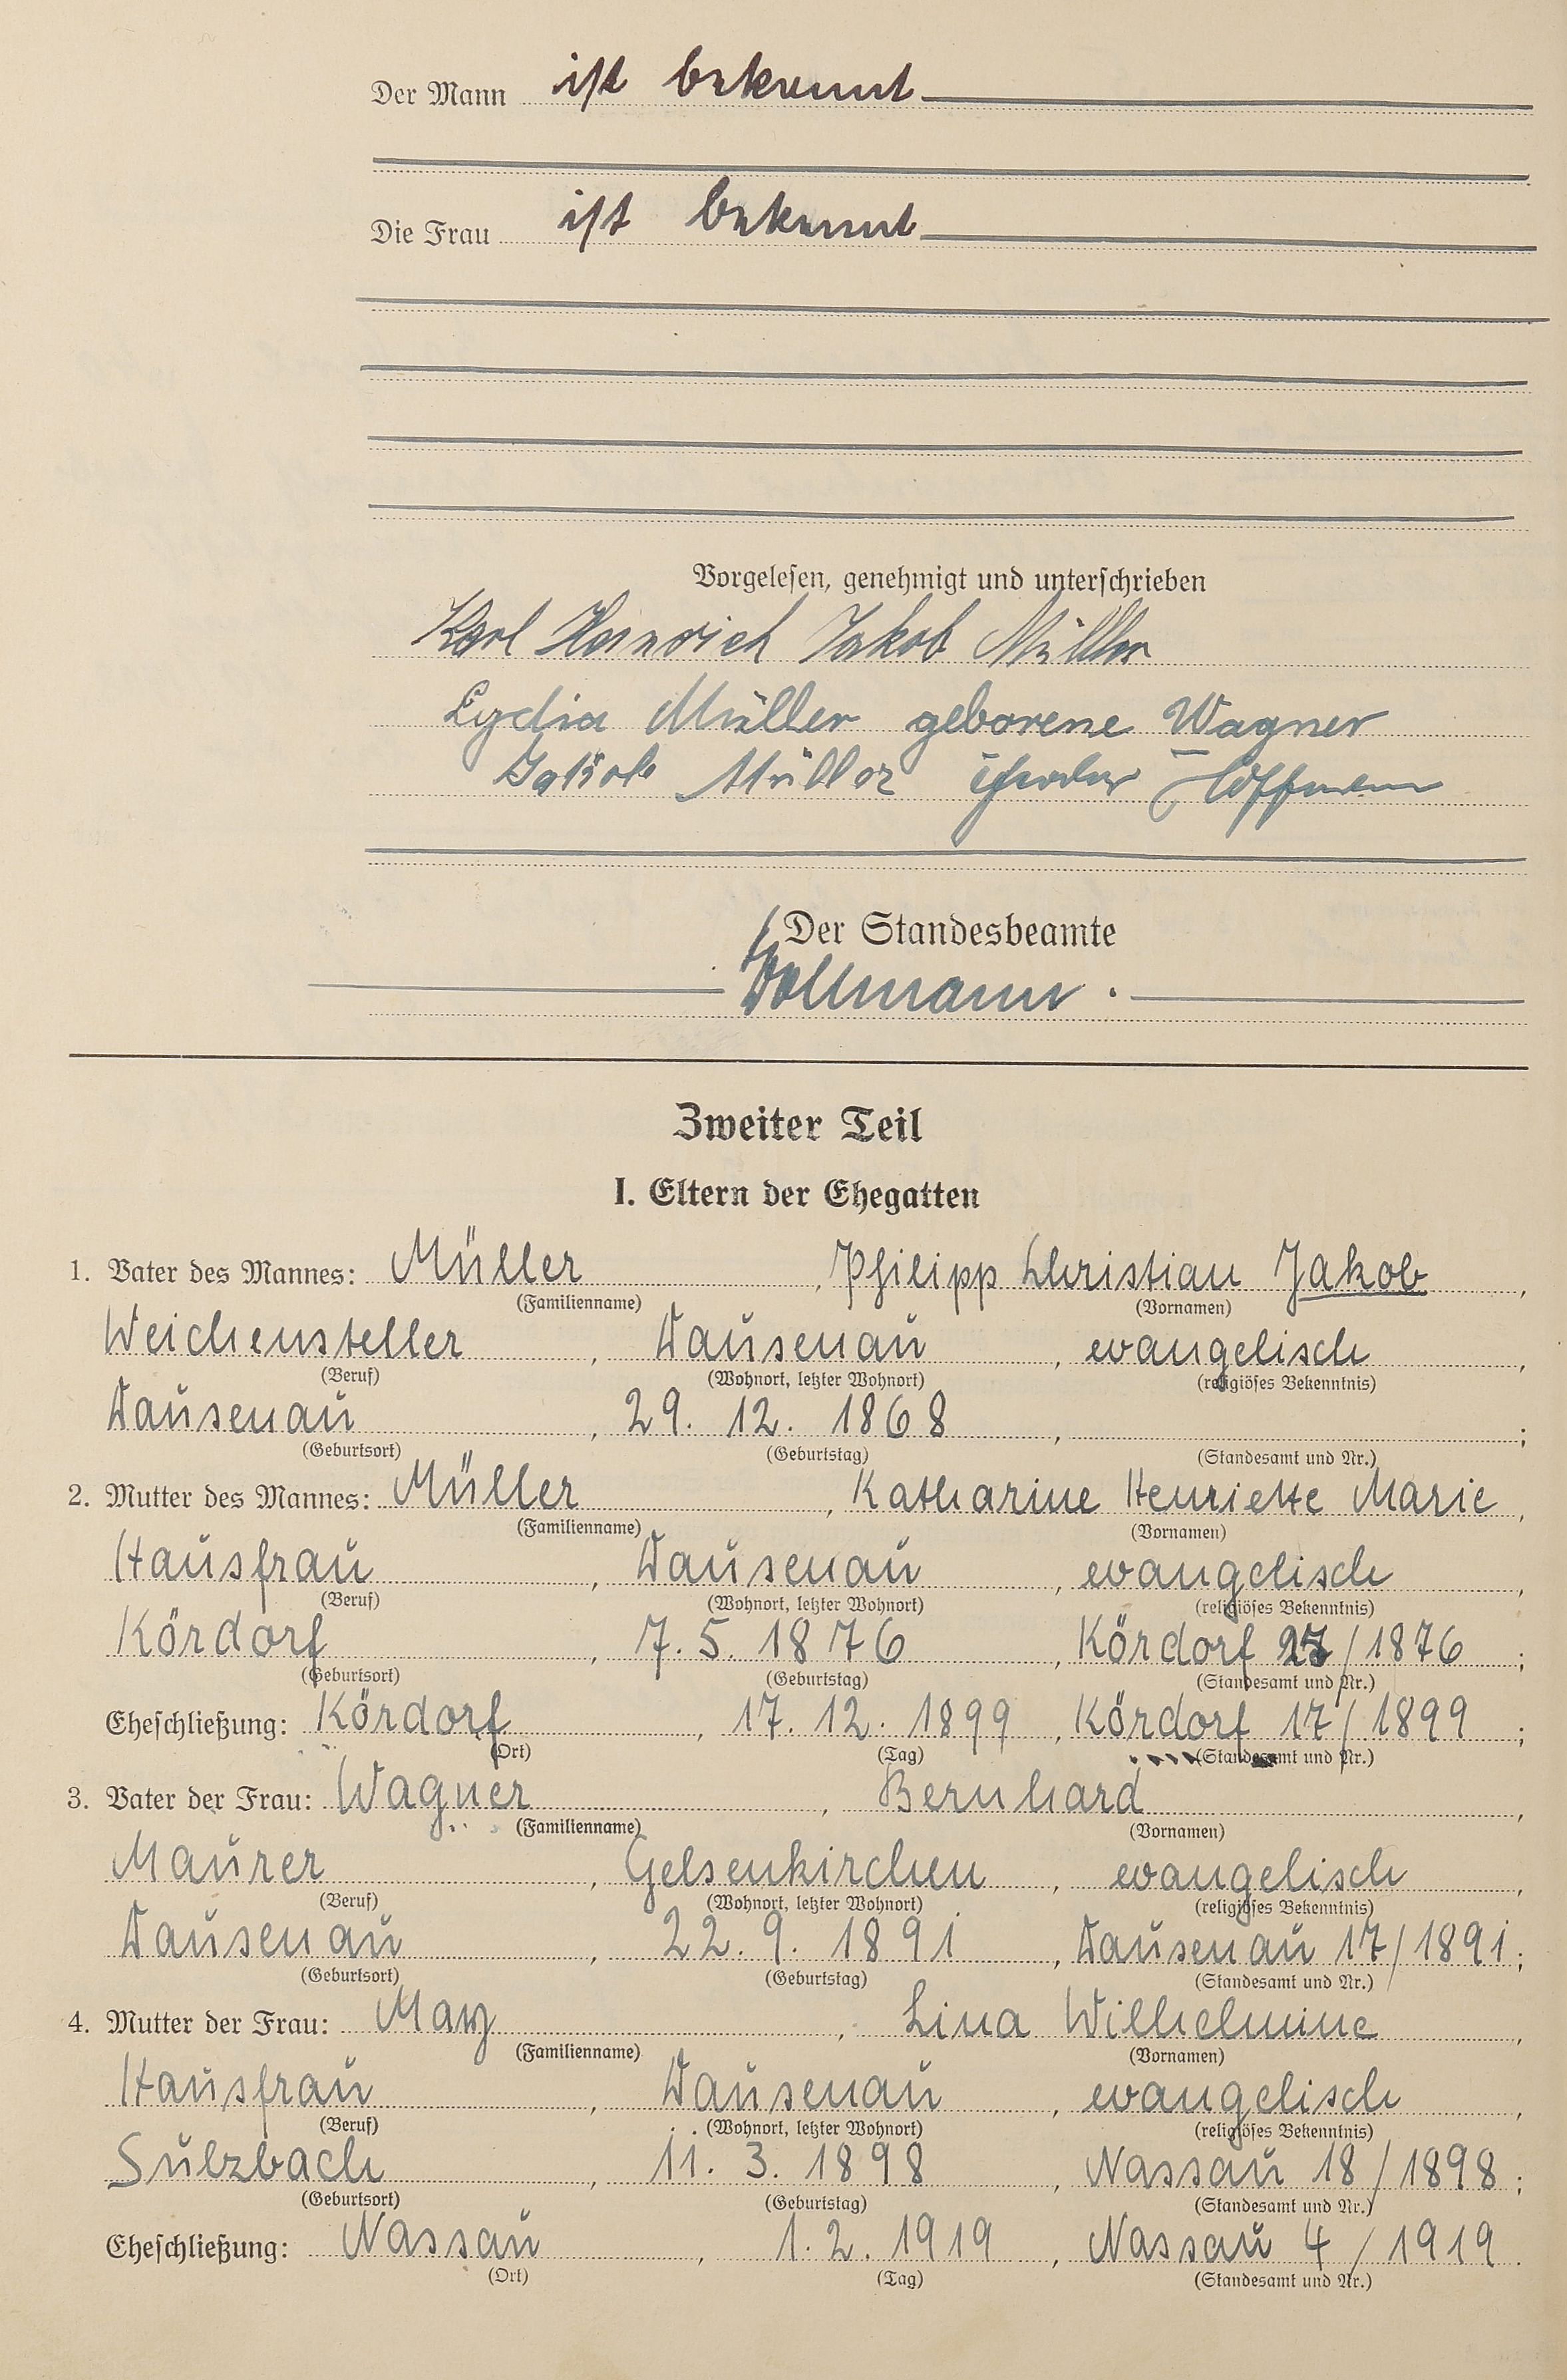 Der Mann ist bekannt
Die Frau ist bekannt
Vorgelesen, genehmigt und unterschrieben
Karl Heinrich Jakob Müller
Lydia Müller geborene Wagner
Jakob Müller Theodor Hoffmann
Der Standesbeamte
Zweiter Teil
I. Eltern der Ehegatten
1. Vater des Mannes: Müller, Philipp Christian Jakob,
(Familienname) (Vornamen)
Weichensteller, Dausenau, evangelisch,
(Beruf) (Wohnort, letzter Wohnort) (religiöses Bekenntnis)
Dausenau, 29. 12. 1868, ;
(Geburtsort) (Geburtstag) (Standesamt und Nr.)
2. Mutter des Mannes: Müller, Katharine Henriette Marie,
(Familienname) (Vornamen)
Hausfrau, Dausenau, evangelisch,
(Beruf) (Wohnort, letzter Wohnort) (religiöses Bekenntnis)
Kördorf, 7. 5. 1876, Kördorf /1876;
(Geburtsort) (Geburtstag) (Standesamt und Nr.)
Eheschließung: Kördorf, 17. 12. 1899, Kördorf 17/1899;
(Ort) (Tag) (Standesamt und Nr.)
3. Vater der Frau: Wagner, Bernhard,
(Familienname) (Vornamen)
Maurer, Gelsenkirchen, evangelisch,
(Beruf) (Wohnort, letzter Wohnort) (religiöses Bekenntnis)
Dausenau, 22. 9. 1891, Dausenau 17/1891;
(Geburtsort) (Geburtstag) (Standesamt und Nr.)
4. Mutter der Frau: , Lina Wilhelmine,
(Familienname) (Vornamen)
Hausfrau, Dausenau, evangelisch,
(Beruf) (Wohnort, letzter Wohnort) (religiöses Bekenntnis)
Sulzbach, 11. 3. 1898, Nassau 18/1898;
(Geburtsort) (Geburtstag) (Standesamt und Nr.)
Eheschließung: Nassau, 1. 2. 1919, Nassau 4/1919.
(Ort) (Tag) (Standesamt und Nr.)